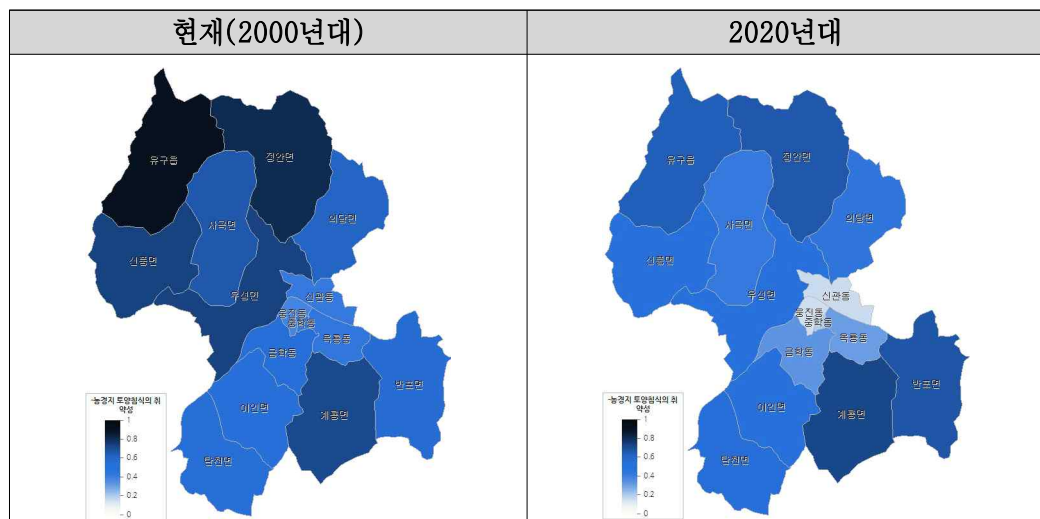 현재(2000년대)
2020년대
유구읍
정안면
사곡면
의당면
신풍면
우성면
신관동
웅진동
중학동
옥룡동
금학동
반포면
이인면
계룡면
탄천면
-농경지 토양침식의 취
약성
1
0.8
0.6
0.4
0.2
0
유구읍
정안면
사곡면
의당면
신풍면
우성면
신관동
웅진동
중학동
옥룡동
금학동
반포면
이인면
계룡면
탄천면
-농경지 토양침식의 취
약성
1
0.8
0.6
0.4
0.2
0